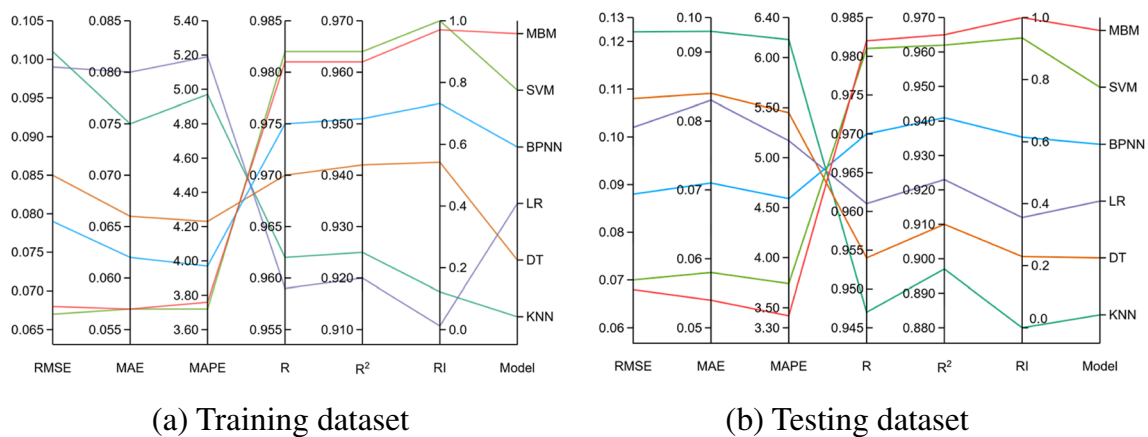 0.105 0.100 0.095 0.090 0.085 0.080 0.075 0.070 0.065
RMSE
0.085 0.080 0.075 0.070 0.065 0.060 0.055
MAE
5.40 5.20 5.00 4.80 4.60 4.40 4.20 4.00 3.80 3.60
MAPE
0.985 0.980 0.975 0.970 0.965 0.960 0.955
R
0.970 0.960 0.950 0.940 0.930 0.920 0.910
R²
1.0 0.8 0.6 0.4 0.2 0.0
RI
MBM
SVM
BPNN
LR
DT
KNN
Model
(a) Training dataset
0.13 0.12 0.11 0.10 0.09 0.08 0.07 0.06
RMSE
0.10 0.09 0.08 0.07 0.06 0.05
MAE
6.40 6.00 5.50 5.00 4.50 4.00 3.50 3.30
MAPE
0.985 0.980 0.975 0.970 0.965 0.960 0.955 0.950 0.945
R
0.970 0.960 0.950 0.940 0.930 0.920 0.910 0.900 0.890 0.880
R²
1.0 0.8 0.6 0.4 0.2 0.0
RI
MBM
SVM
BPNN
LR
DT
KNN
Model
(b) Testing dataset